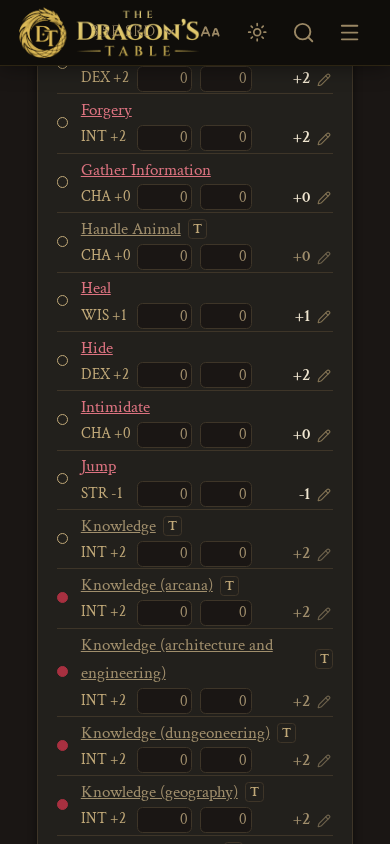 THE
DRAGON'S
TABLE
DT
AA
DEX +2 0 0 +2
Forgery
INT +2 0 0 +2
Gather Information
CHA +0 0 0 +0
Handle Animal T
CHA +0 0 0 +0
Heal
WIS +1 0 0 +1
Hide
DEX +2 0 0 +2
Intimidate
CHA +0 0 0 +0
Jump
STR -1 0 0 -1
Knowledge T
INT +2 0 0 +2
Knowledge (arcana) T
INT +2 0 0 +2
Knowledge (architecture and
engineering) T
INT +2 0 0 +2
Knowledge (dungeoneering) T
INT +2 0 0 +2
Knowledge (geography) T
INT +2 0 0 +2